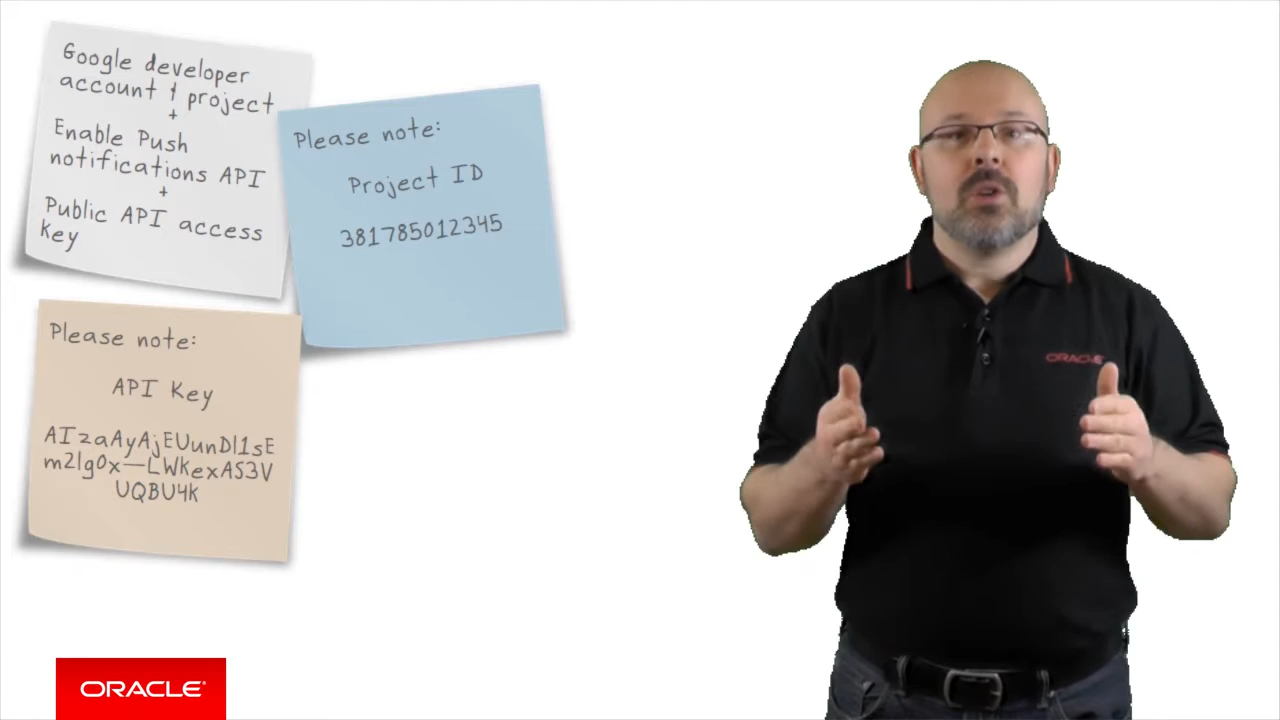 Google developer
account & project
+
Enable Push
notifications API
+
Public API access
key
Please note:
Project ID
381785012345
Please note:
API Key
AIzaAyAjEUunDl1sE
m2lg0x—LWKexAS3V
UQBU4K
ORACLE
ORACLE